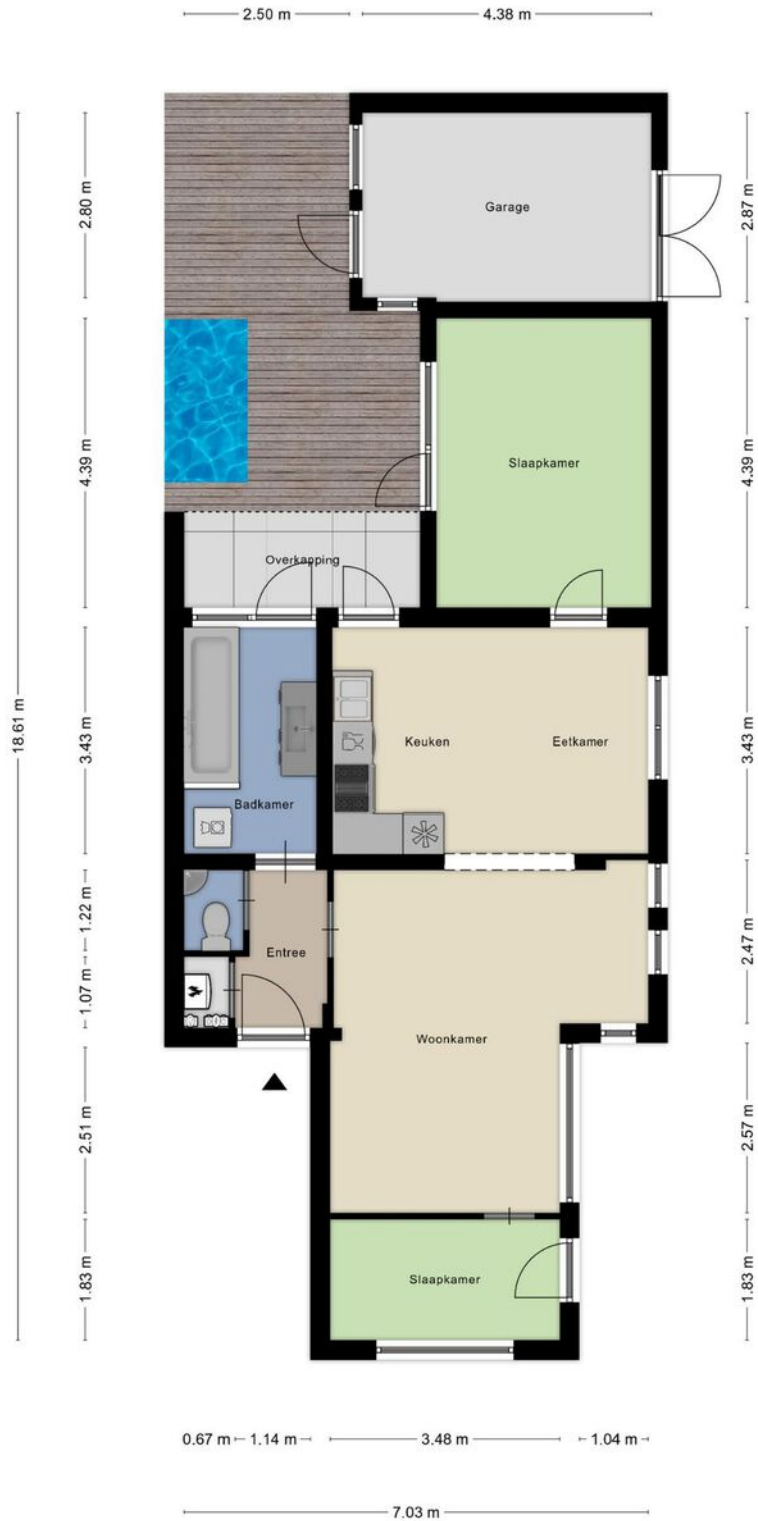 2.50 m
4.38 m
2.80 m
2.87 m
Garage
4.39 m
Slaapkamer
4.39 m
Overkapping
18.61 m
3.43 m
Keuken
Eetkamer
3.43 m
Badkamer
1.22 m
Entree
2.47 m
1.07 m
Woonkamer
2.51 m
2.57 m
Slaapkamer
1.83 m
1.83 m
0.67 m
1.14 m
3.48 m
1.04 m
7.03 m